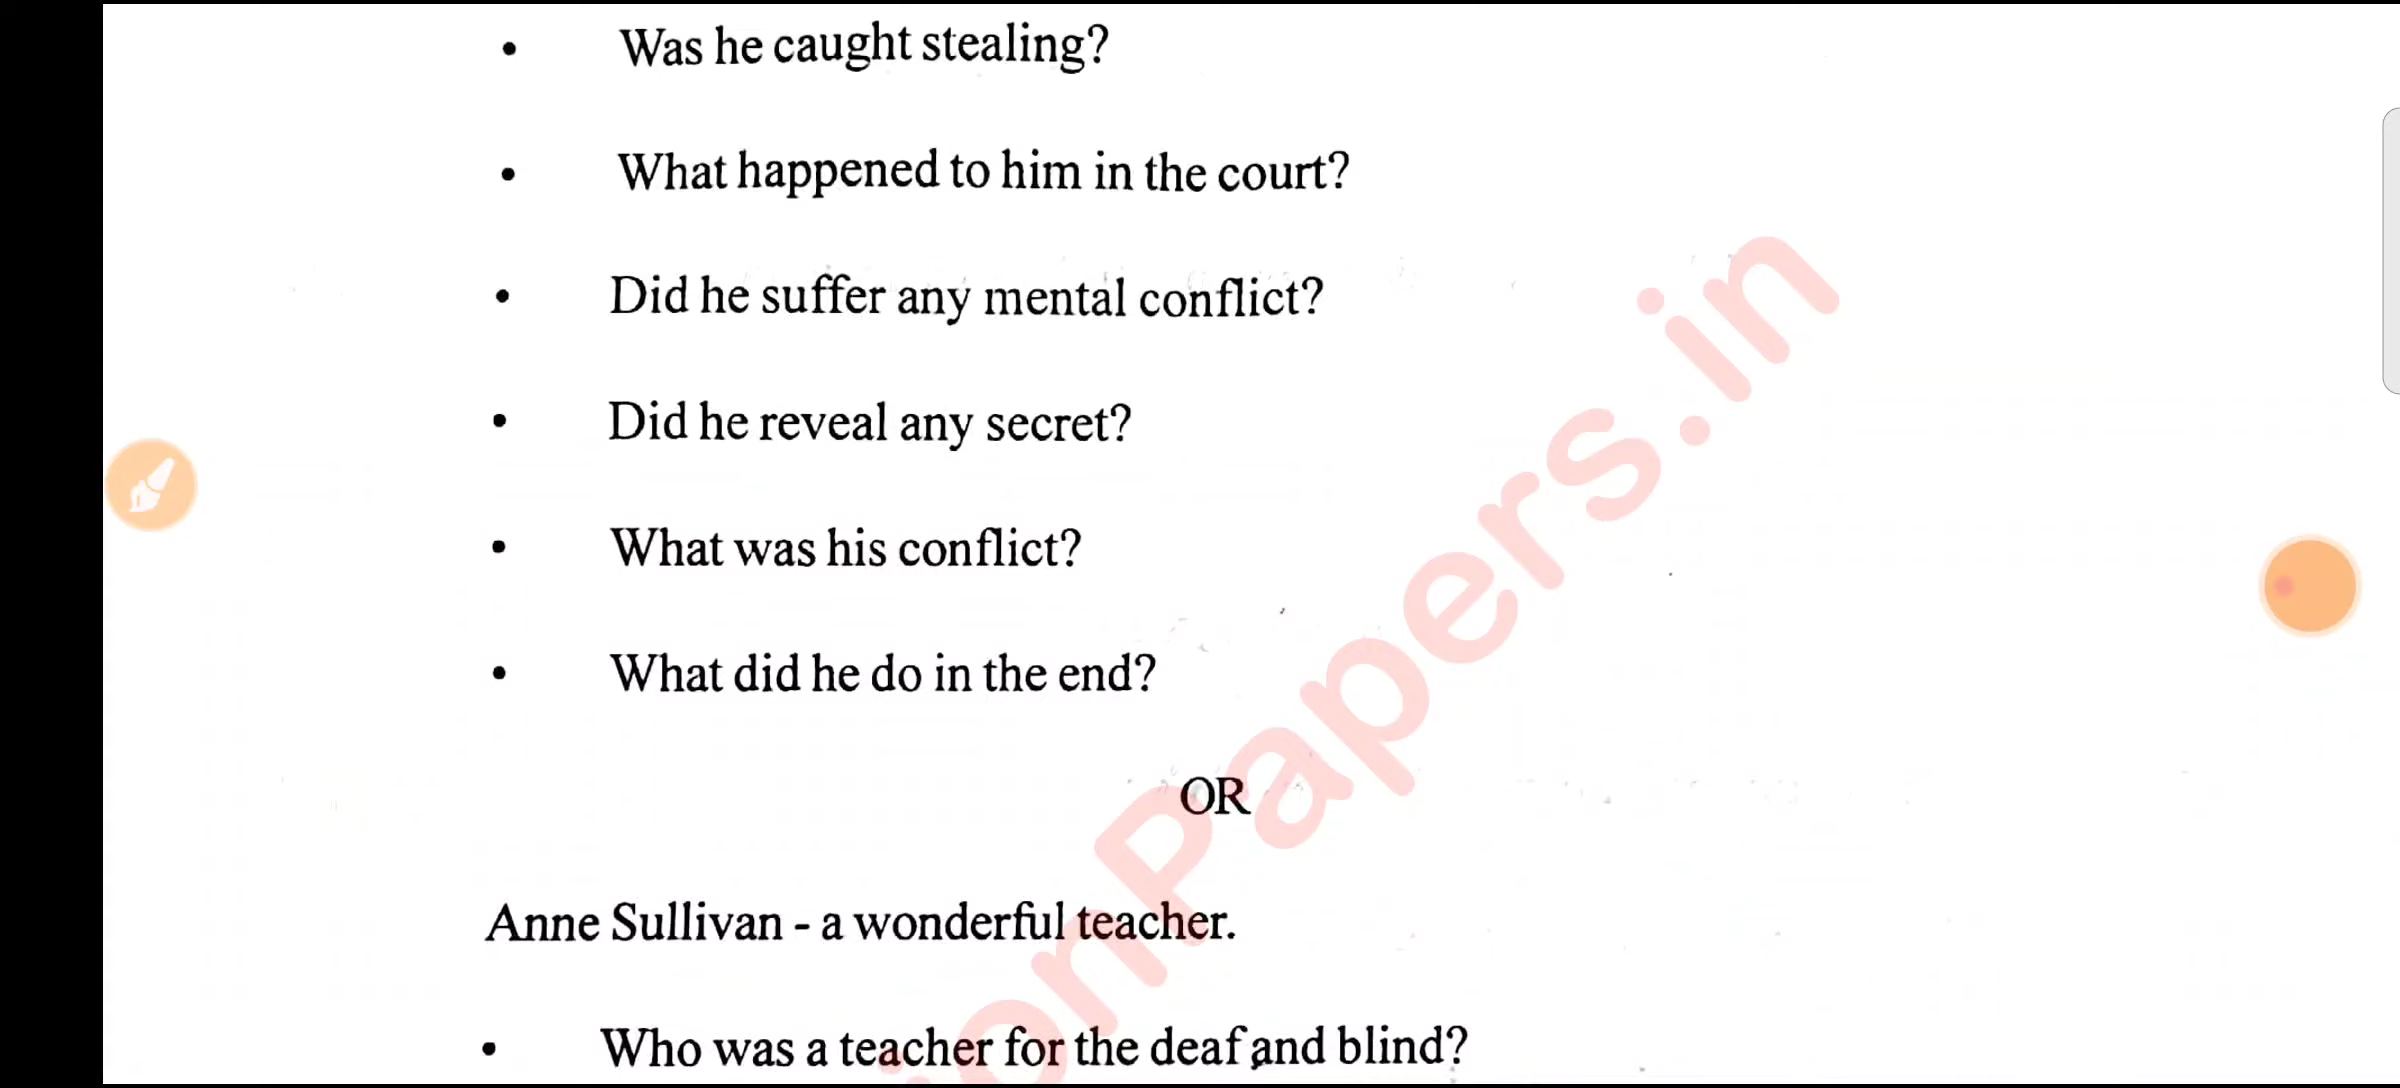 • Was he caught stealing?
• What happened to him in the court?
• Did he suffer any mental conflict?
• Did he reveal any secret?
• What was his conflict?
• What did he do in the end?
OR
Anne Sullivan - a wonderful teacher.
• Who was a teacher for the deaf and blind?
ionPapers.in